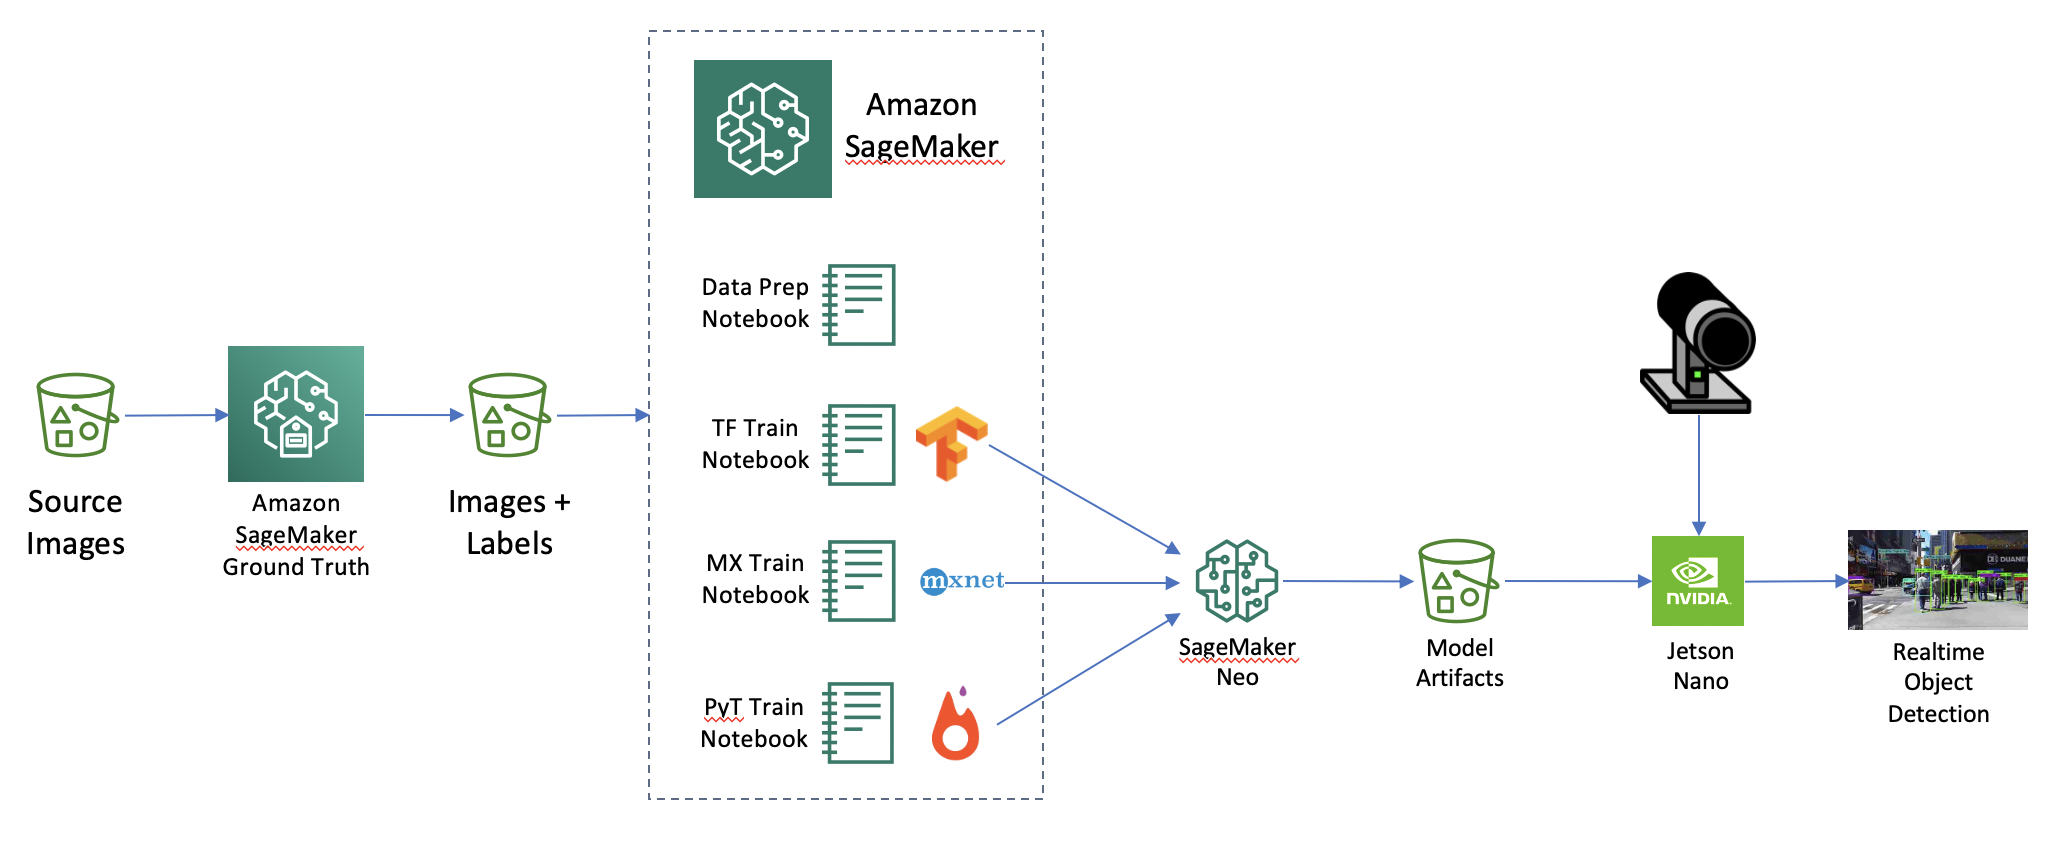 Source
Images
Amazon
SageMaker
Ground Truth
Images +
Labels
Amazon
SageMaker
Data Prep
Notebook
TF Train
Notebook
MX Train
Notebook
mxnet
PyT Train
Notebook
SageMaker
Neo
Model
Artifacts
NVIDIA.
Jetson
Nano
DUANE
Realtime
Object
Detection